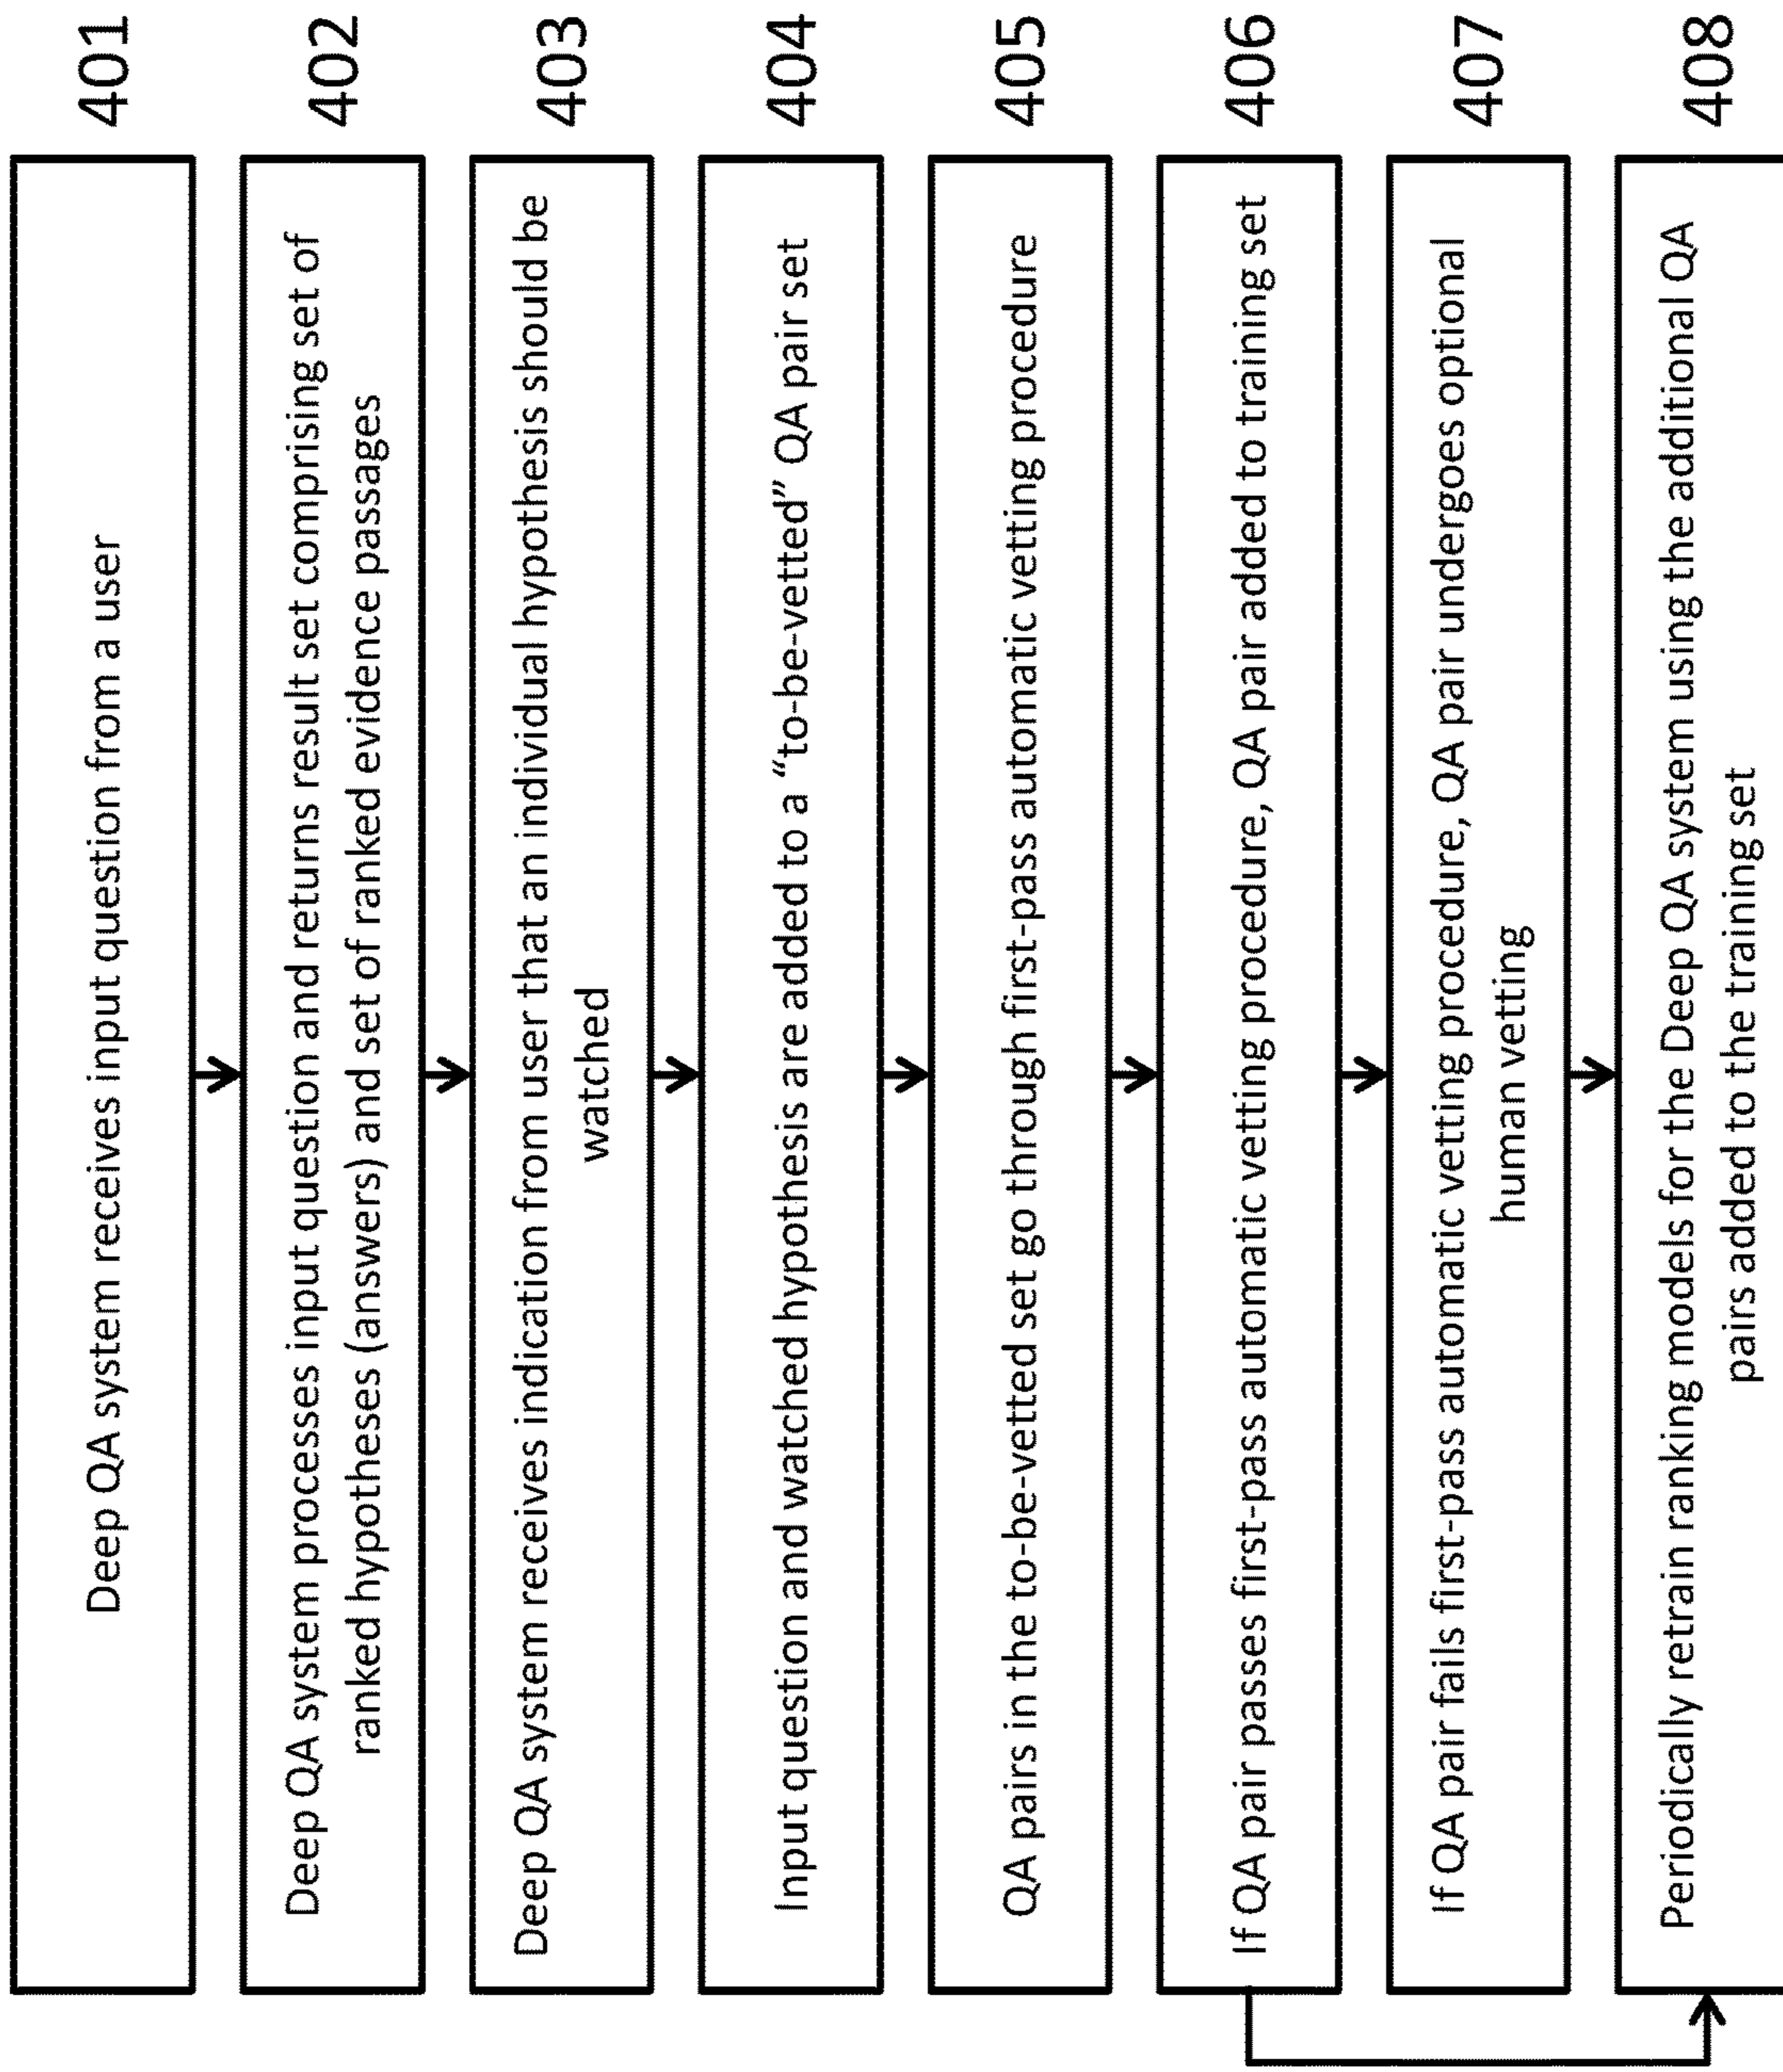 Deep QA system receives input question from a user
401
Deep QA system processes input question and returns result set comprising set of
ranked hypotheses (answers) and set of ranked evidence passages
402
Deep QA system receives indication from user that an individual hypothesis should be
watched
403
Input question and watched hypothesis are added to a “to-be-vetted” QA pair set
404
QA pairs in the to-be-vetted set go through first-pass automatic vetting procedure
405
If QA pair passes first-pass automatic vetting procedure, QA pair added to training set
406
If QA pair fails first-pass automatic vetting procedure, QA pair undergoes optional
human vetting
407
Periodically retrain ranking models for the Deep QA system using the additional QA
pairs added to the training set
408